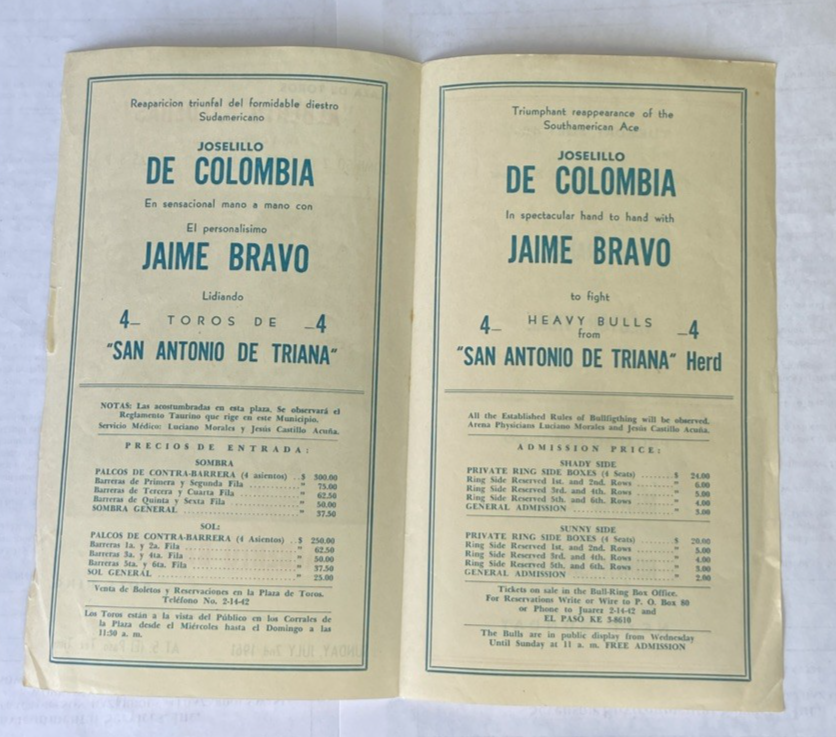 Reaparicion triunfal del formidable diestro
Sudamericano
JOSELILLO
DE COLOMBIA
En sensacional mano a mano con
El personalisimo
JAIME BRAVO
Lidiando
4— TOROS DE —4
"SAN ANTONIO DE TRIANA"
NOTAS: Las acostumbradas en esta plaza. Se observará el
Reglamento Taurino que rige en este Municipio.
Servicio Médico: Luciano Morales y Jesús Castillo Acuña.
PRECIOS DE ENTRADA:
SOMBRA
PALCOS DE CONTRA-BARRERA (4 asientos) .. $ 300.00
Barreras de Primera y Segunda Fila .......... " 75.00
Barreras de Tercera y Cuarta Fila .......... " 62.50
Barreras de Quinta y Sexta Fila .......... " 50.00
SOMBRA GENERAL .......... " 37.50
SOL:
PALCOS DE CONTRA-BARRERA (4 Asientos) .. $ 250.00
Barreras 1a. y 2a. Fila .......... " 62.50
Barreras 3a. y 4ta. Fila .......... " 50.00
Barreras 5ta. y 6ta. Fila .......... " 37.50
SOL GENERAL .......... " 25.00
Venta de Boletos y Reservaciones en la Plaza de Toros.
Teléfono No. 2-14-42
Los Toros están a la vista del Público en los Corrales de
la Plaza desde el Miércoles hasta el Domingo a las
11:30 a. m.
Triumphant reappearance of the
Southamerican Ace
JOSELILLO
DE COLOMBIA
In spectacular hand to hand with
JAIME BRAVO
to fight
4— HEAVY BULLS —4
from
"SAN ANTONIO DE TRIANA" Herd
All the Established Rules of Bullfigthing will be observed.
Arena Physicians Luciano Morales and Jesús Castillo Acuña.
ADMISSION PRICE:
SHADY SIDE
PRIVATE RING SIDE BOXES (4 Seats) ........ $ 24.00
Ring Side Reserved 1st. and 2nd. Rows ........ " 6.00
Ring Side Reserved 3rd. and 4th. Rows ........ " 5.00
Ring Side Reserved 5th. and 6th. Rows ........ " 4.00
GENERAL ADMISSION ........ " 3.00
SUNNY SIDE
PRIVATE RING SIDE BOXES (4 Seats) ........ $ 20.00
Ring Side Reserved 1st, and 2nd. Rows ........ " 5.00
Ring Side Reserved 3rd, and 4th. Rows ........ " 4.00
Ring Side Reserved 5th, and 6th. Rows ........ " 3.00
GENERAL ADMISSION ........ " 2.00
Tickets on sale in the Bull-Ring Box Office.
For Reservations Write or Wire to P. O. Box 80
or Phone to Juarez 2-14-42 and
EL PASO KE 3-8610
The Bulls are in public display from Wednesday
Until Sunday at 11 a. m. FREE ADMISSION